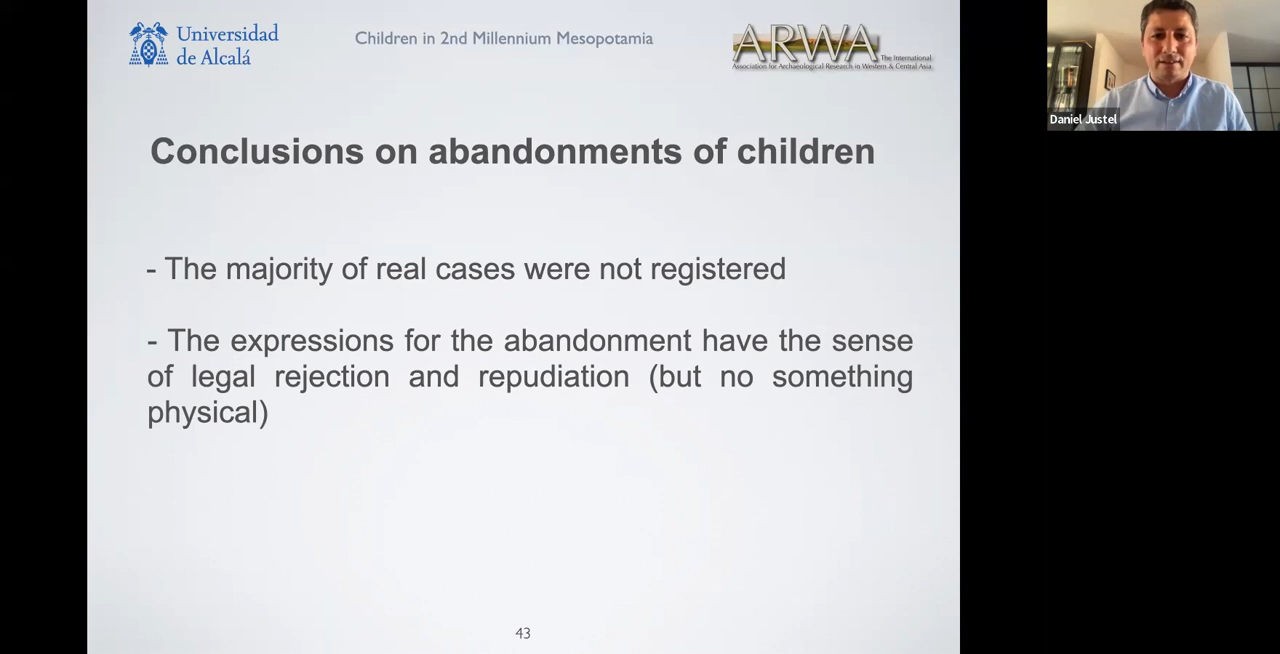 Universidad
de Alcalá
Children in 2nd Millennium Mesopotamia
ARWA
The International
Association for Archaeological Research in Western & Central Asia
Daniel Justel
Conclusions on abandonments of children
- The majority of real cases were not registered
- The expressions for the abandonment have the sense
of legal rejection and repudiation (but no something
physical)
43